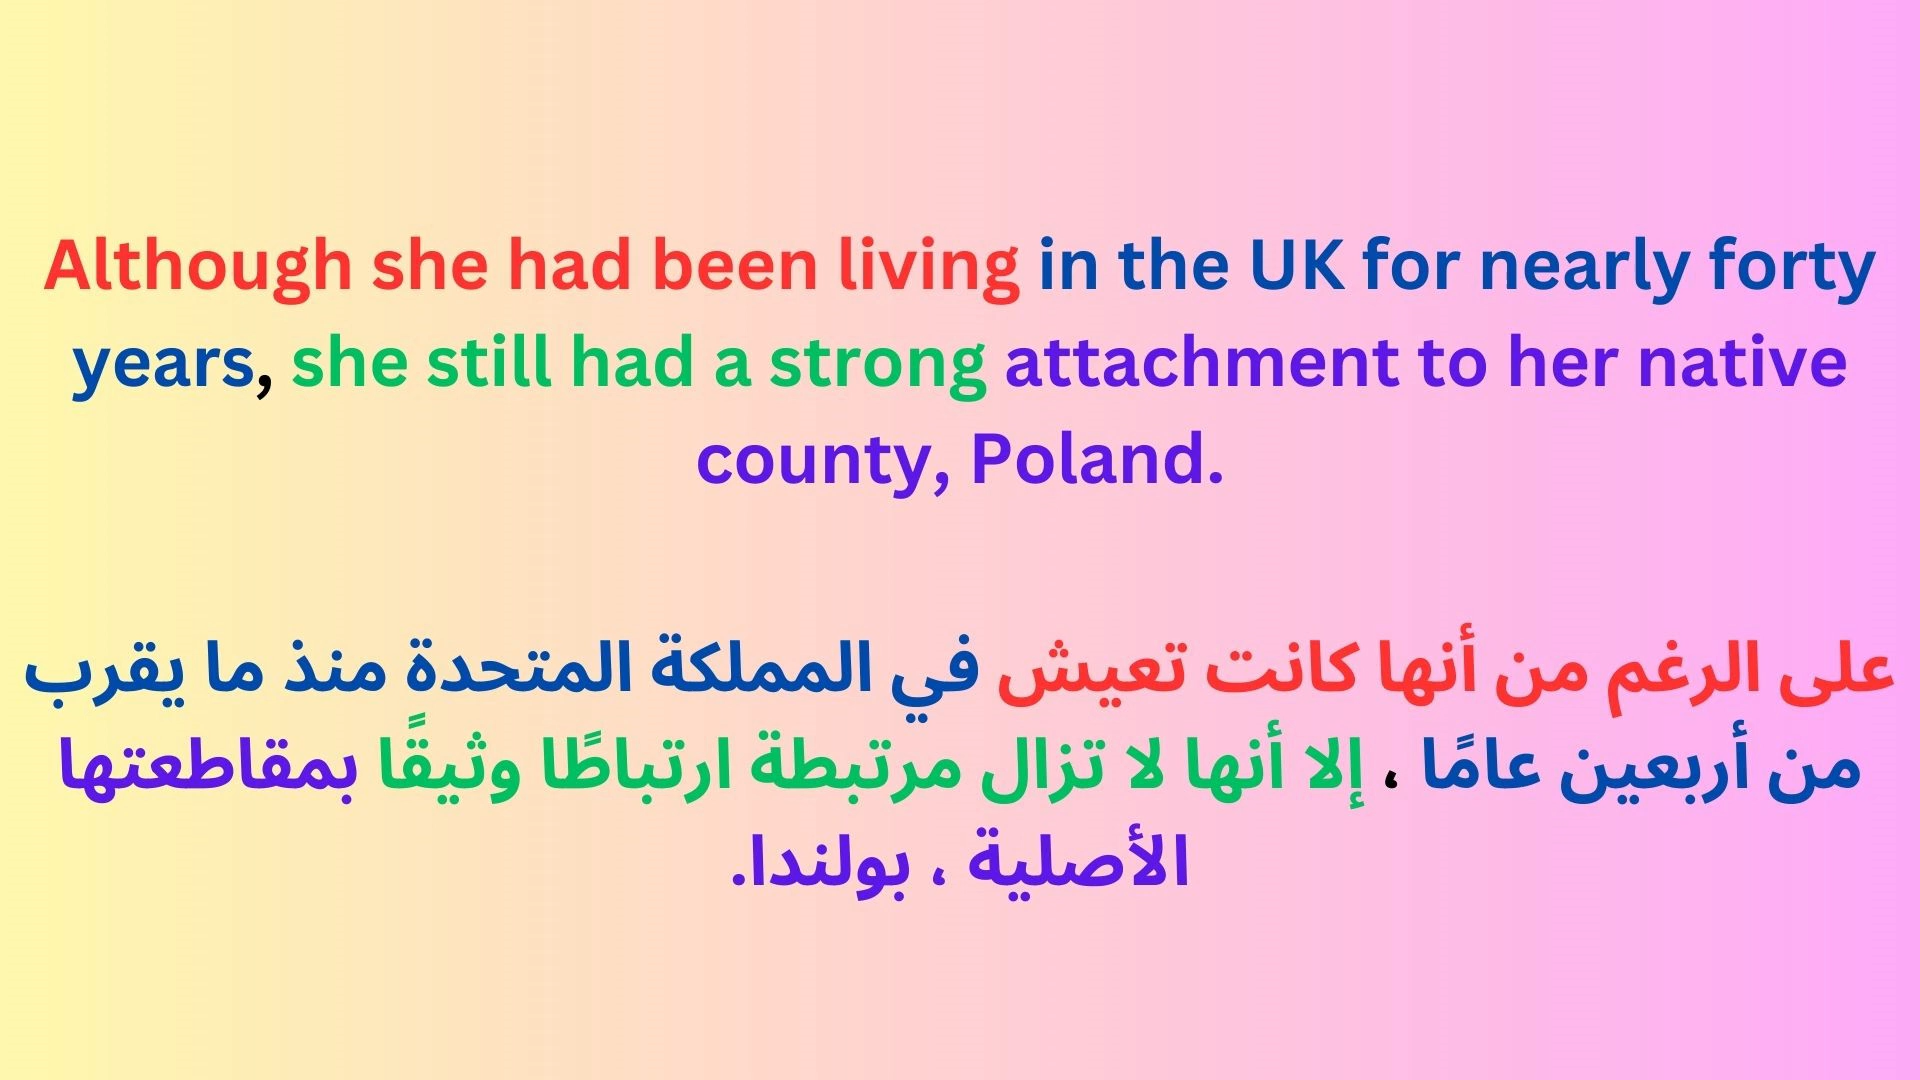 Although she had been living in the UK for nearly forty
years, she still had a strong attachment to her native
county, Poland.
على الرغم من أنها كانت تعيش في المملكة المتحدة منذ ما يقرب
من أربعين عامًا ، إلا أنها لا تزال مرتبطة ارتباطًا وثيقًا بمقاطعتها
الأصلية ، بولندا.